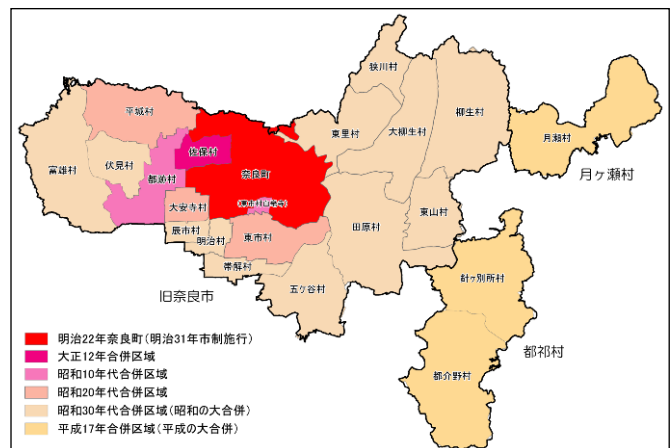 狭川村
平城村
柳生村
東里村
大柳生村
月瀬村
佐保村
伏見村
富雄村
都跡村
奈良町
月ヶ瀬村
大安寺村
東山村
辰市村
明治村
東市村
田原村
帯解村
針ヶ別所村
五ケ谷村
旧奈良市
都祁村
都介野村
明治22年奈良町(明治31年市制施行)
大正12年合併区域
昭和10年代合併区域
昭和20年代合併区域
昭和30年代合併区域(昭和の大合併)
平成17年合併区域(平成の大合併)